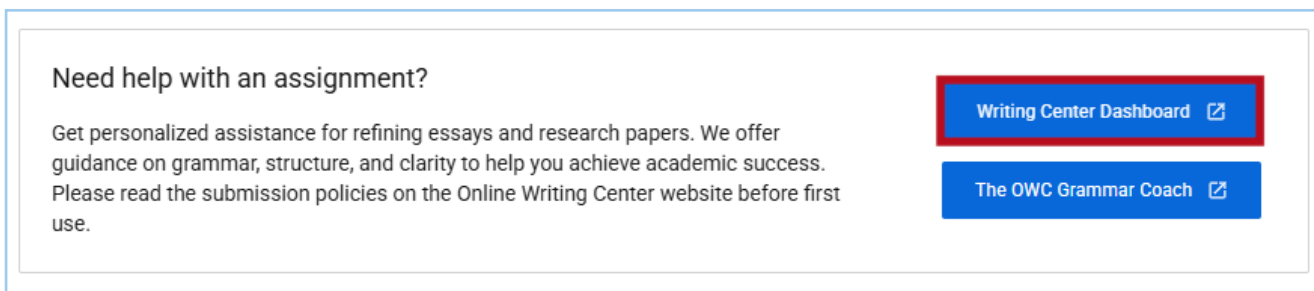 Need help with an assignment?
Get personalized assistance for refining essays and research papers. We offer
guidance on grammar, structure, and clarity to help you achieve academic success.
Please read the submission policies on the Online Writing Center website before first
use.
Writing Center Dashboard
The OWC Grammar Coach